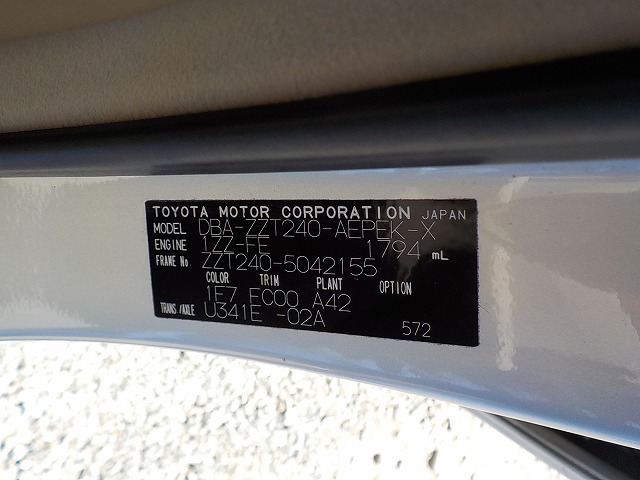 TOYOTA MOTOR CORPORATION JAPAN
MODEL DBA-ZZT240-AEPEK-X
ENGINE 1ZZ-FE 1794 mL
FRAME No. ZZT240-5042155
COLOR TRIM PLANT OPTION
1E7 EC00 A42
TRANS./AXLE U341E -02A
572